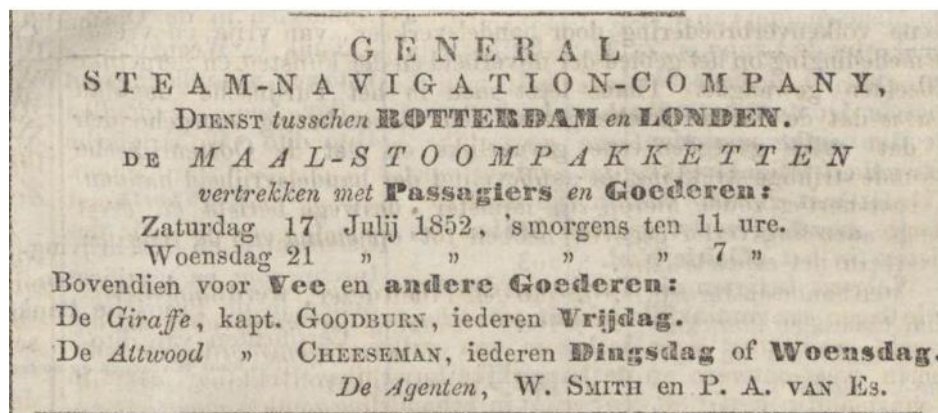 GENERAL
STEAM-NAVIGATION-COMPANY,
DIENST tusschen ROTTERDAM en LONDEN.
DE MAAL-STOOMPAKKETTEN
vertrekken met Passagiers en Goederen:
Zaturdag 17 Julij 1852, 'smorgens ten 11 ure.
Woensdag 21 " " " " 7 "
Bovendien voor Vee en andere Goederen:
De Giraffe, kapt. GOODBURN, iederen Vrijdag.
De Attwood " CHEESEMAN, iederen Dingsdag of Woensdag.
De Agenten, W. SMITH en P. A. VAN ES.